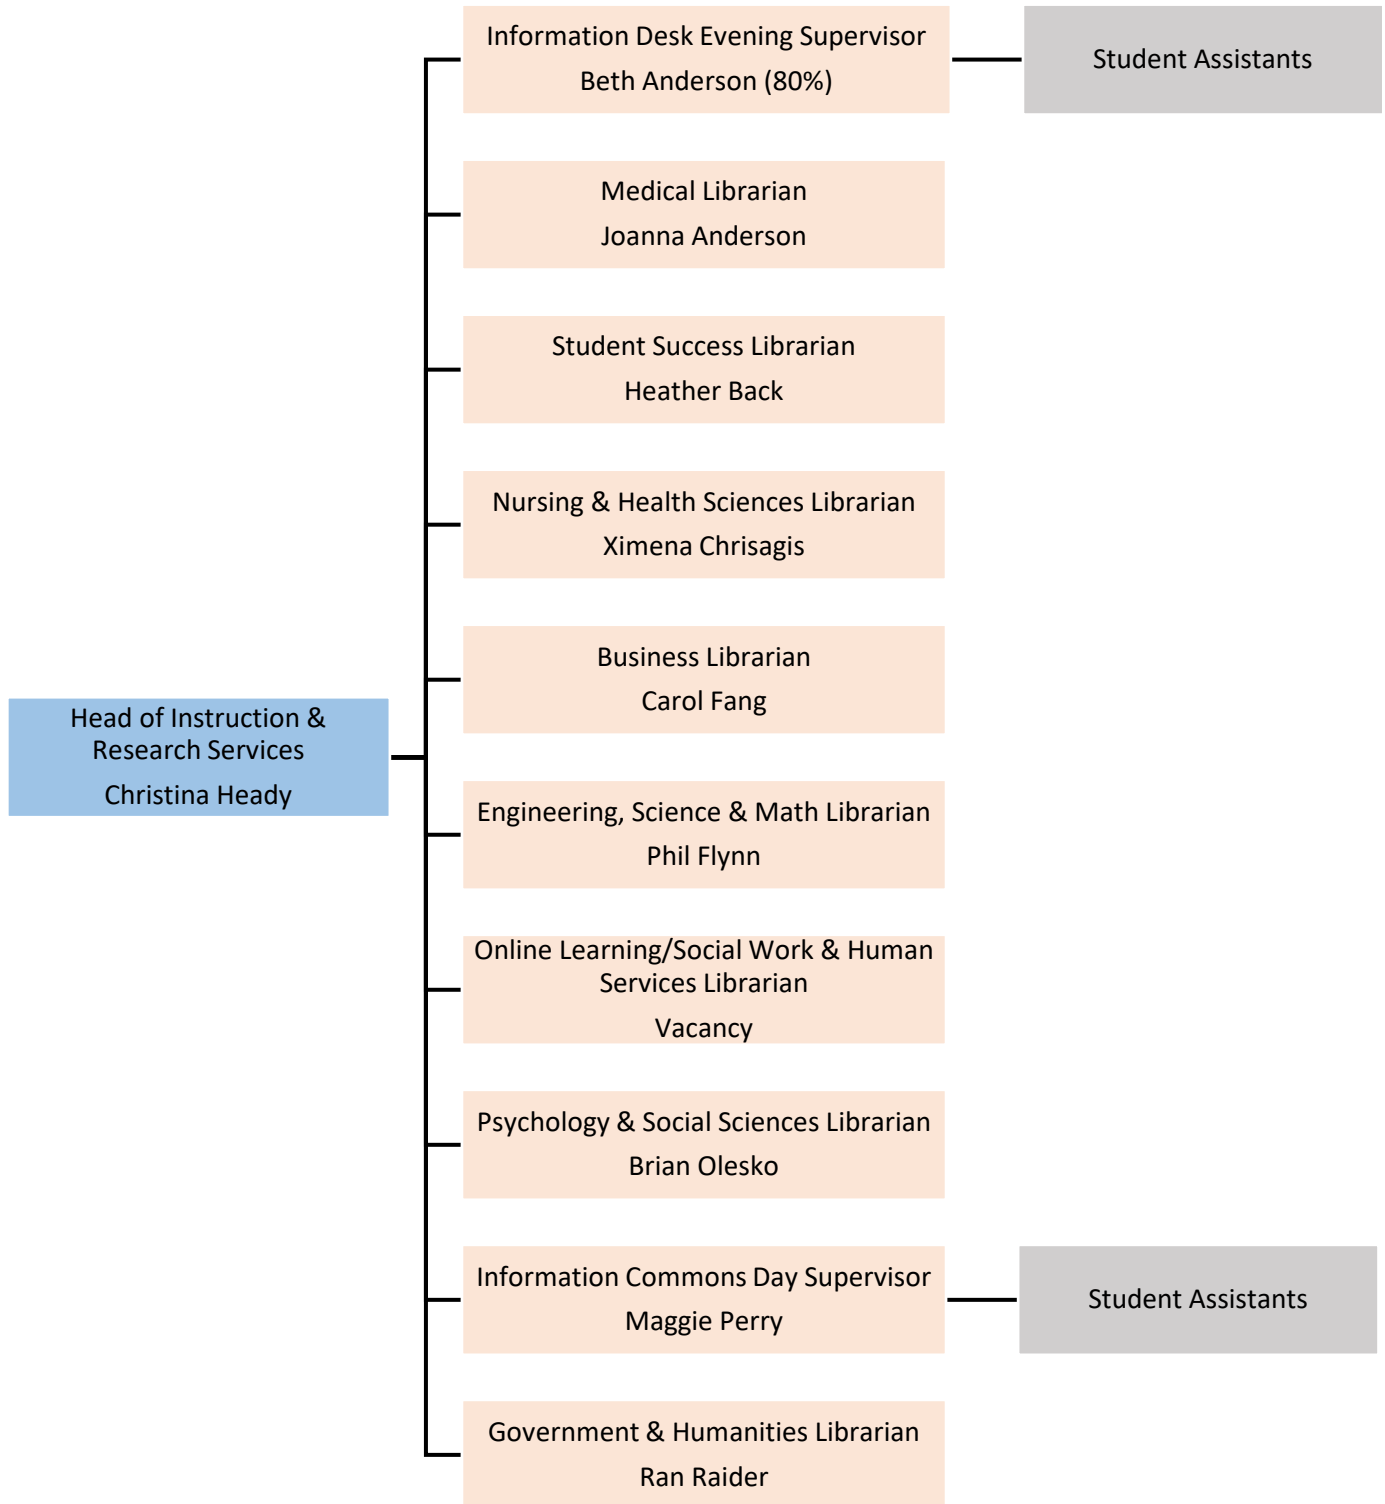 Information Desk Evening Supervisor
Beth Anderson (80%)
Student Assistants
Medical Librarian
Joanna Anderson
Student Success Librarian
Heather Back
Nursing & Health Sciences Librarian
Ximena Chrisagis
Business Librarian
Carol Fang
Head of Instruction &
Research Services
Christina Heady
Engineering, Science & Math Librarian
Phil Flynn
Online Learning/Social Work & Human
Services Librarian
Vacancy
Psychology & Social Sciences Librarian
Brian Olesko
Information Commons Day Supervisor
Maggie Perry
Student Assistants
Government & Humanities Librarian
Ran Raider